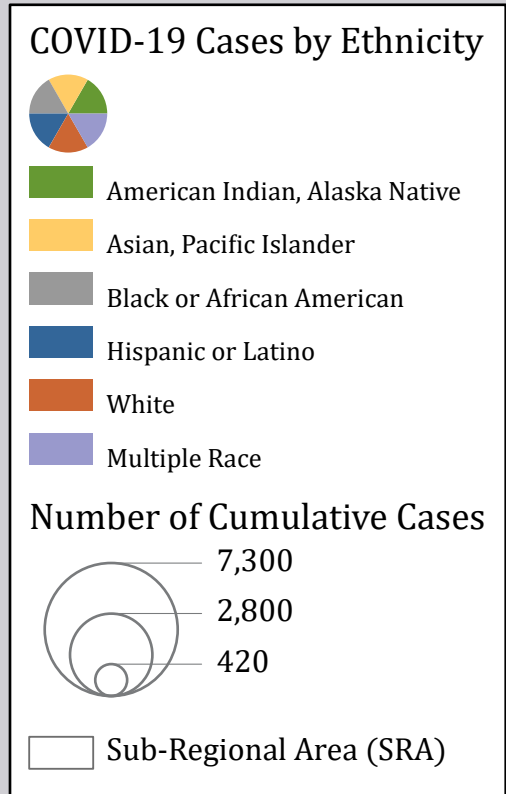 COVID-19 Cases by Ethnicity
American Indian, Alaska Native
Asian, Pacific Islander
Black or African American
Hispanic or Latino
White
Multiple Race
Number of Cumulative Cases
7,300
2,800
420
Sub-Regional Area (SRA)